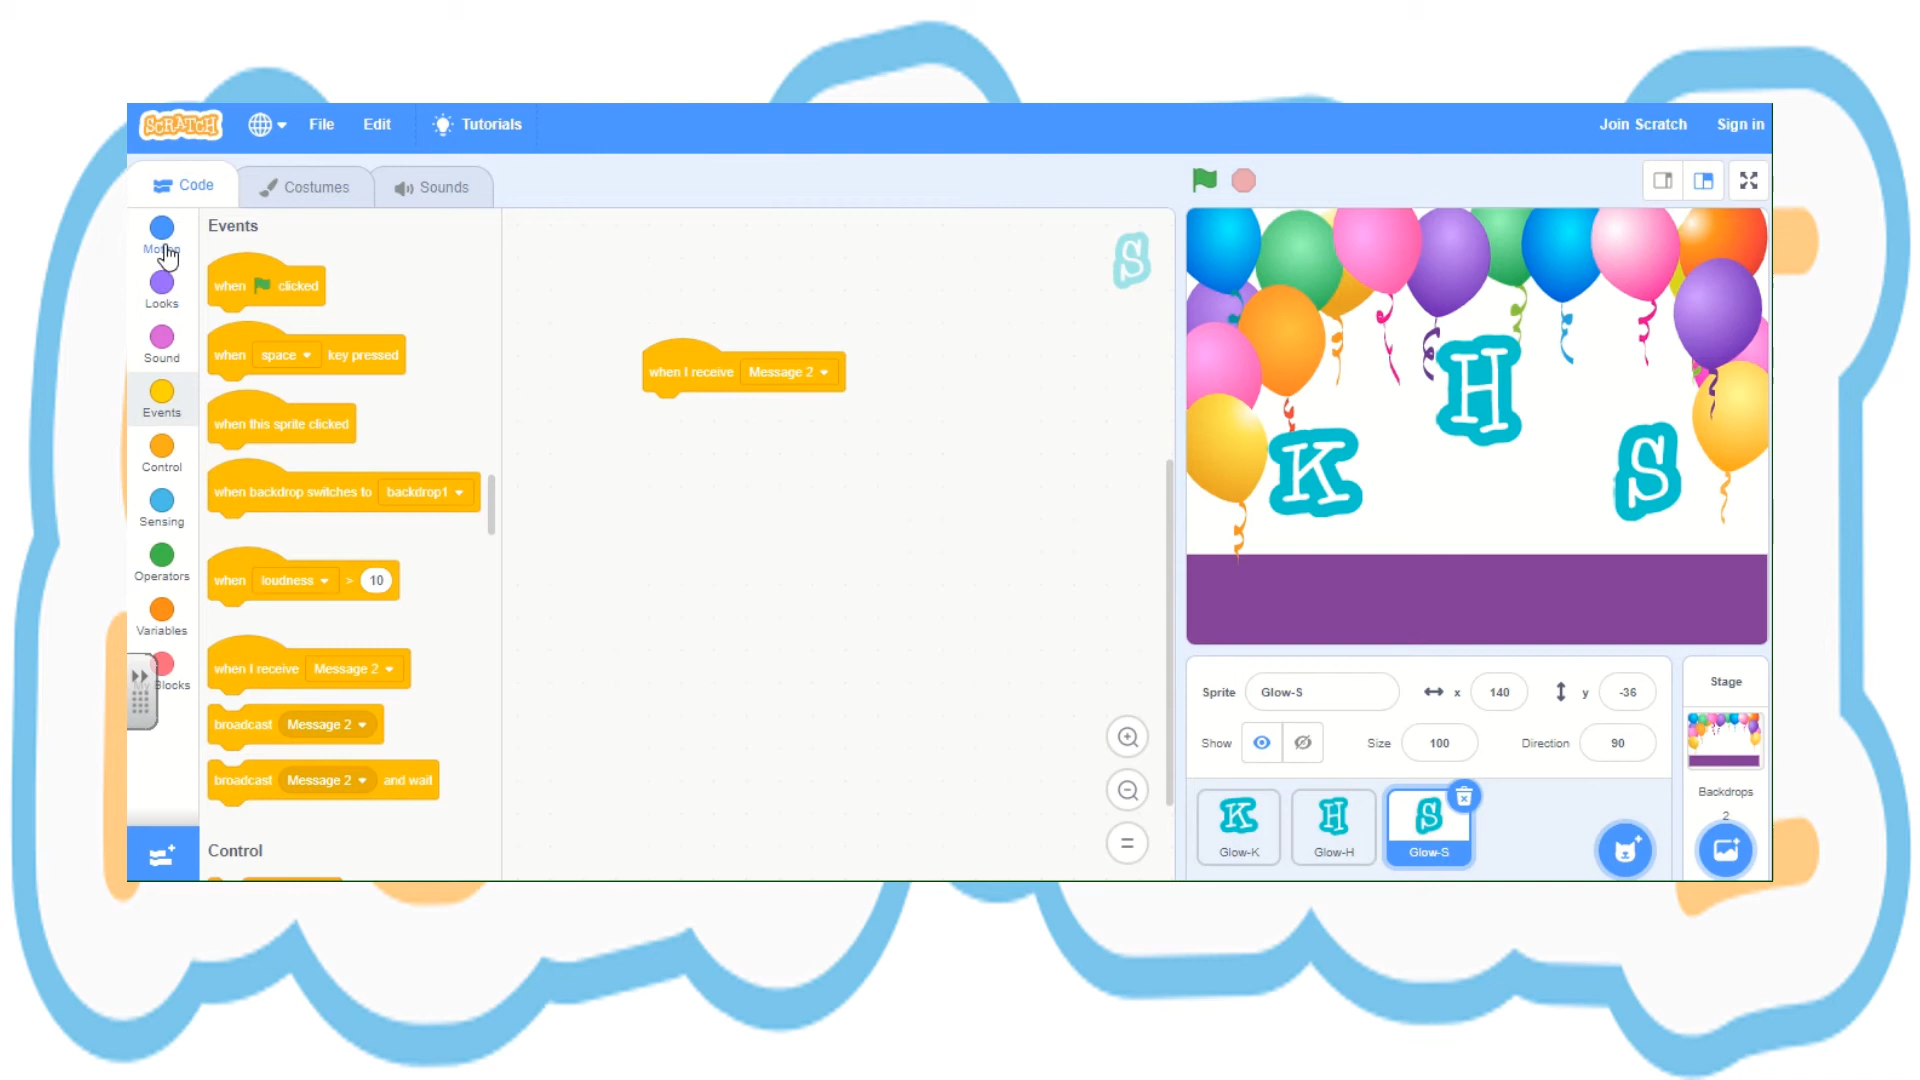 SCRATCH File Edit Tutorials Join Scratch Sign in
Code Costumes Sounds
Motion
Looks
Sound
Events
Control
Sensing
Operators
Variables
Blocks
Events
when clicked
when space key pressed
when this sprite clicked
when backdrop switches to backdrop1
when loudness > 10
when I receive Message 2
broadcast Message 2
broadcast Message 2 and wait
Control
when I receive Message 2
S
K H S
Sprite Glow-S x 140 y -36
Show Size 100 Direction 90
K H S
Glow-K Glow-H Glow-S
Stage
Backdrops
2